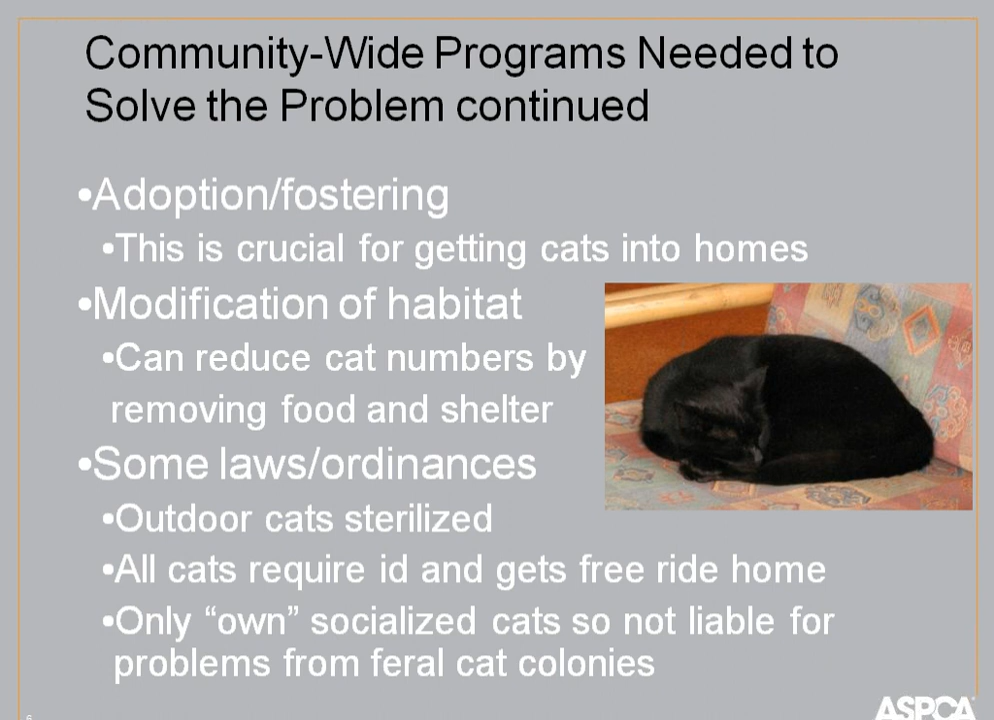 Community-Wide Programs Needed to
Solve the Problem continued
•Adoption/fostering
•This is crucial for getting cats into homes
•Modification of habitat
•Can reduce cat numbers by
removing food and shelter
•Some laws/ordinances
•Outdoor cats sterilized
•All cats require id and gets free ride home
•Only “own” socialized cats so not liable for
problems from feral cat colonies
6
ASPCA